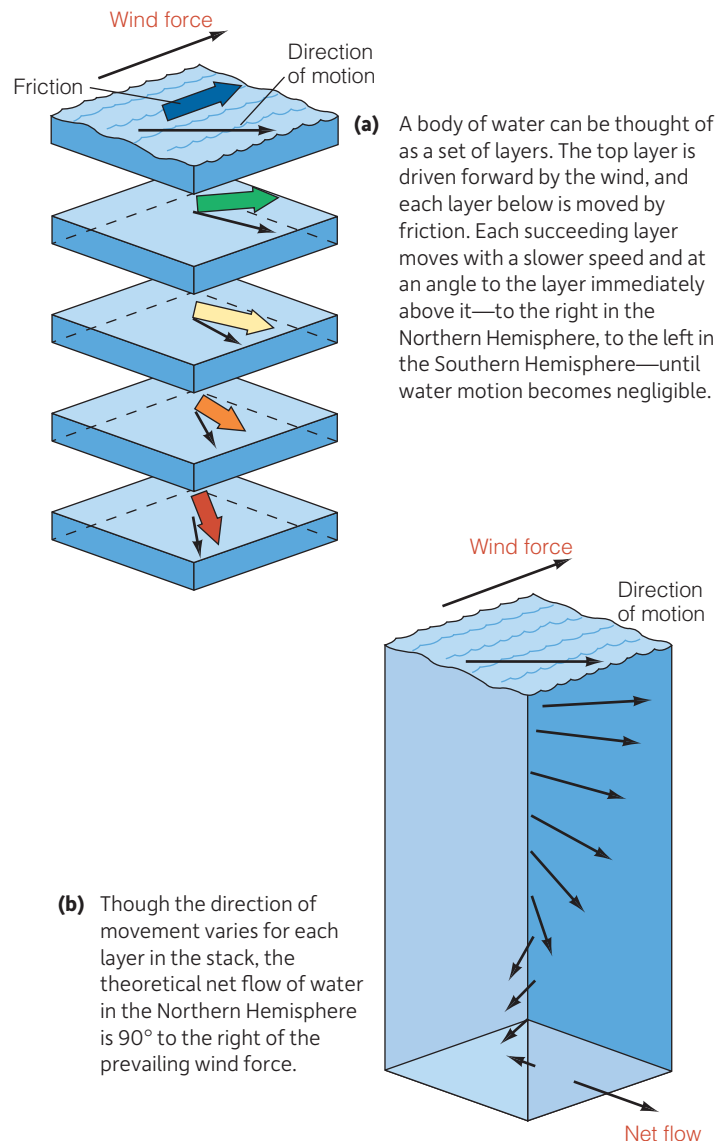 Wind force
Direction
of motion
Friction
(a) A body of water can be thought of
as a set of layers. The top layer is
driven forward by the wind, and
each layer below is moved by
friction. Each succeeding layer
moves with a slower speed and at
an angle to the layer immediately
above it—to the right in the
Northern Hemisphere, to the left in
the Southern Hemisphere—until
water motion becomes negligible.
Wind force
Direction
of motion
(b) Though the direction of
movement varies for each
layer in the stack, the
theoretical net flow of water
in the Northern Hemisphere
is 90° to the right of the
prevailing wind force.
Net flow